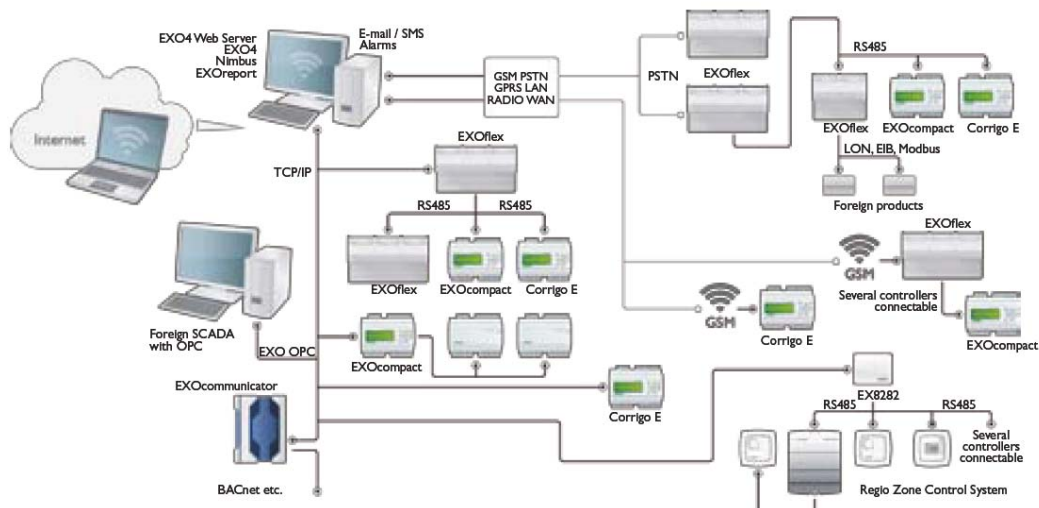 EXO4 Web Server
EXO4
Nimbus
EXOreport
E-mail / SMS
Alarms
Internet
GSM PSTN
GPRS LAN
RADIO WAN
PSTN
EXOflex
RS485
EXOflex
EXOcompact
Corrigo E
LON, EIB, Modbus
Foreign products
TCP/IP
EXOflex
RS485
RS485
EXOflex
EXOcompact
Corrigo E
EXOflex
GSM
Several controllers
connectable
EXOcompact
GSM
Corrigo E
Foreign SCADA
with OPC
EXO OPC
EXOcompact
Corrigo E
EXOcommunicator
BACnet etc.
EX8282
RS485
RS485
Several
controllers
connectable
Regio Zone Control System